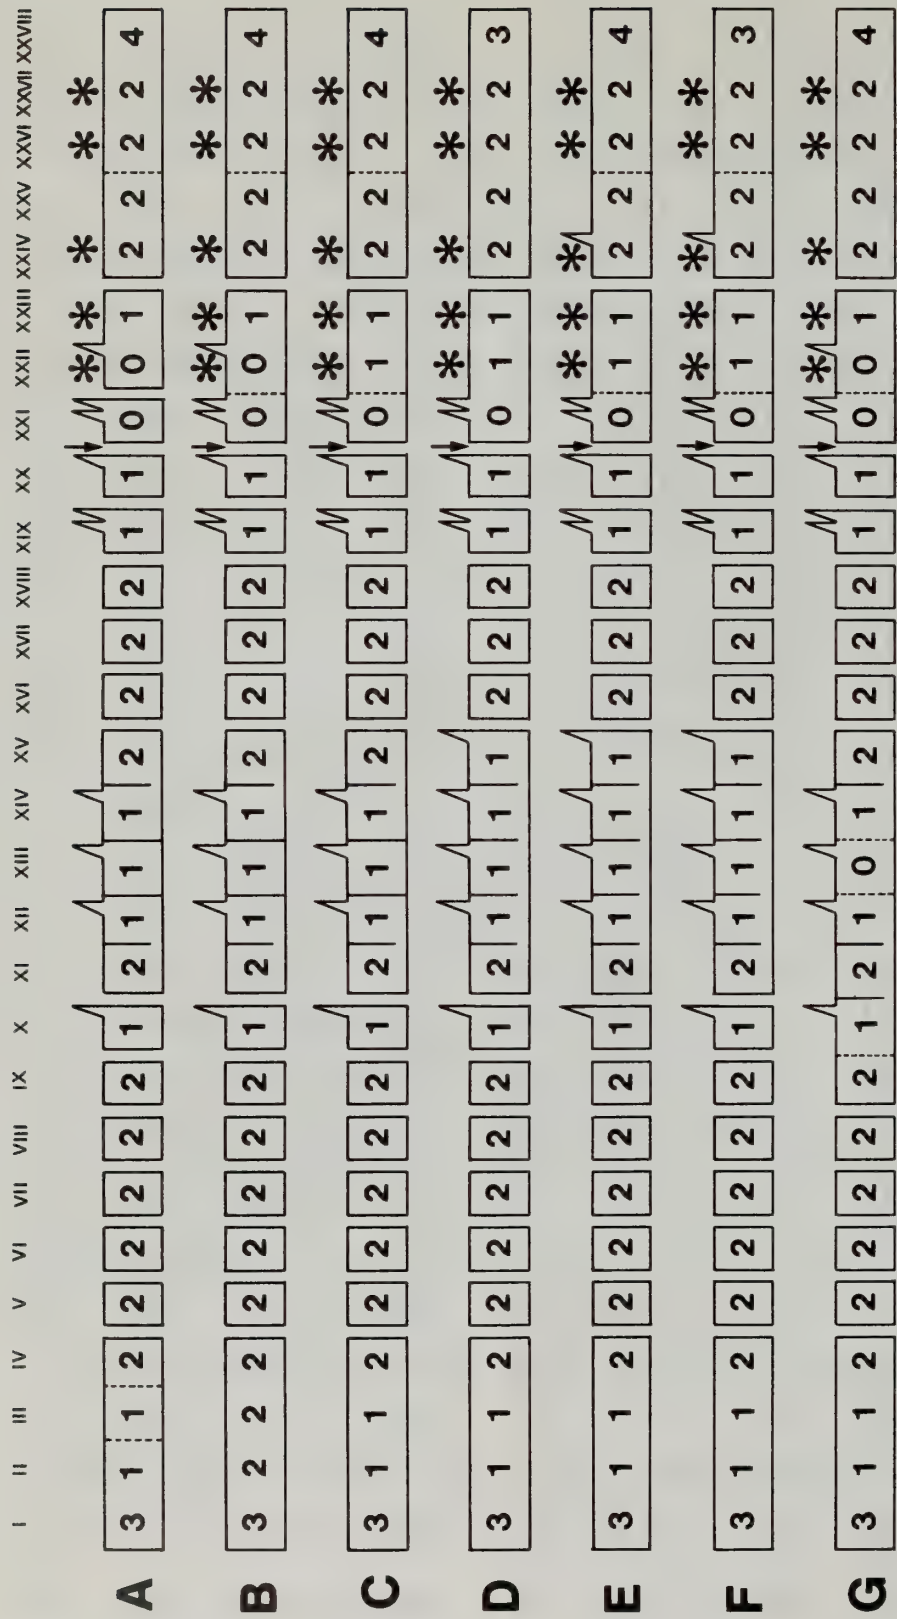 I II III IV V VI VII VIII IX X XI XII XIII XIV XV XVI XVII XVIII XIX XX XXI XXII XXIII XXIV XXV XXVI XXVII XXVIII
* * * * *
A 3 1 1 2 2 2 2 2 2 1 2 1 1 1 2 2 2 2 1 1 0 0 1 2 2 2 2 4
* * * * *
B 3 2 2 2 2 2 2 2 2 1 2 1 1 1 2 2 2 2 1 1 0 0 1 2 2 2 2 4
* * * * *
C 3 1 1 2 2 2 2 2 2 1 2 1 1 1 2 2 2 2 1 1 0 1 1 2 2 2 2 4
* * * * *
D 3 1 1 2 2 2 2 2 2 1 2 1 1 1 1 2 2 2 1 1 0 1 1 2 2 2 2 3
* * * * *
E 3 1 1 2 2 2 2 2 2 1 2 1 1 1 1 2 2 2 1 1 0 1 1 2 2 2 2 4
* * * * *
F 3 1 1 2 2 2 2 2 2 1 2 1 1 1 1 2 2 2 1 1 0 1 1 2 2 2 2 3
* * * * *
G 3 1 1 2 2 2 2 2 2 1 2 1 0 1 2 2 2 2 1 1 0 0 1 2 2 2 2 4